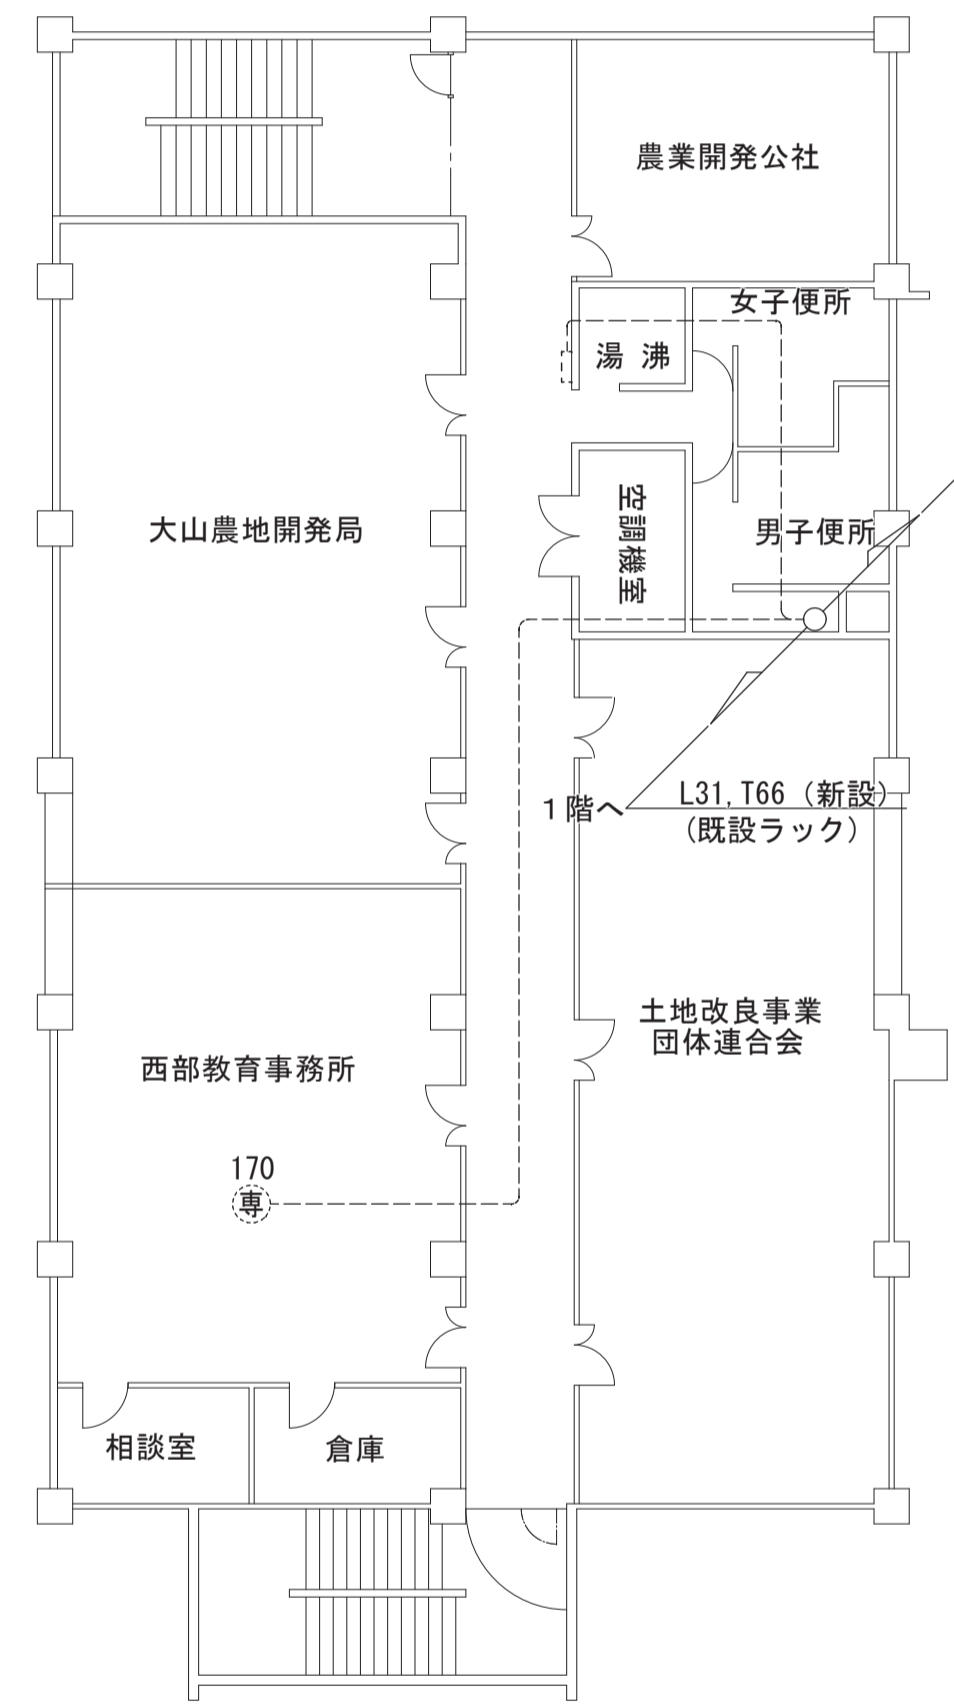 農業開発公社
女子便所
湯 沸
大山農地開発局
空調機室
男子便所
1階へ
L31,T66（新設）
（既設ラック）
土地改良事業
団体連合会
西部教育事務所
170
専
相談室
倉庫